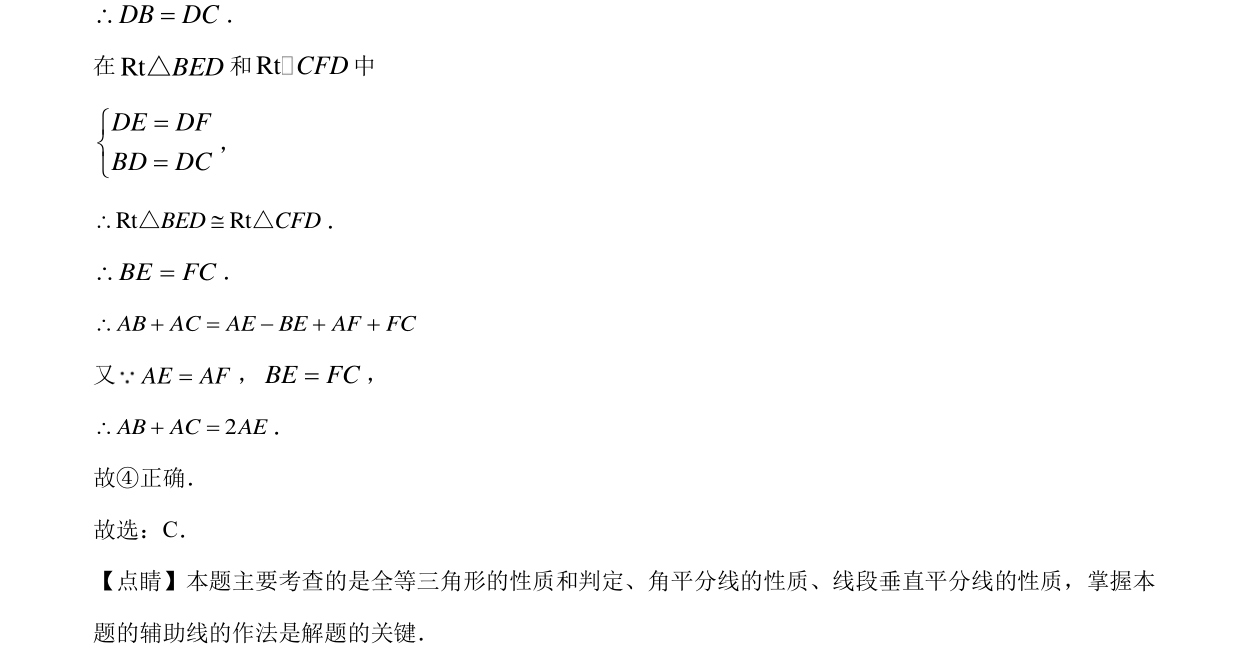 ∴DB = DC．
在 Rt△BED 和 Rt□CFD 中
{DE = DF
BD = DC，
∴Rt△BED≅Rt△CFD．
∴BE = FC．
∴AB + AC = AE − BE + AF + FC
又∵AE = AF，BE = FC，
∴AB + AC = 2AE．
故④正确．
故选：C．
【点睛】本题主要考查的是全等三角形的性质和判定、角平分线的性质、线段垂直平分线的性质，掌握本
题的辅助线的作法是解题的关键．